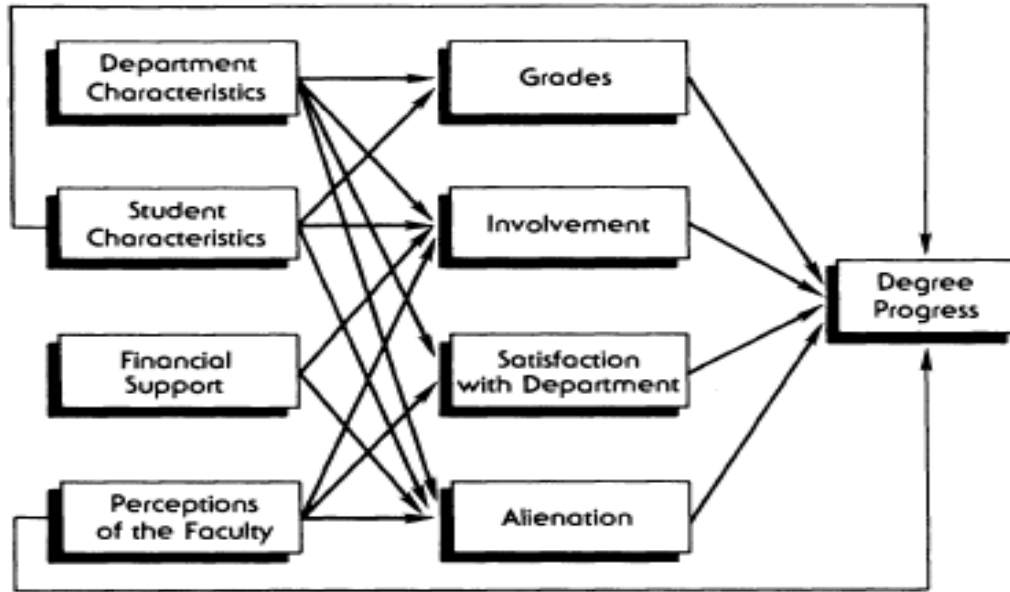 Department
Characteristics
Grades
Student
Characteristics
Involvement
Degree
Progress
Financial
Support
Satisfaction
with Department
Perceptions
of the Faculty
Alienation